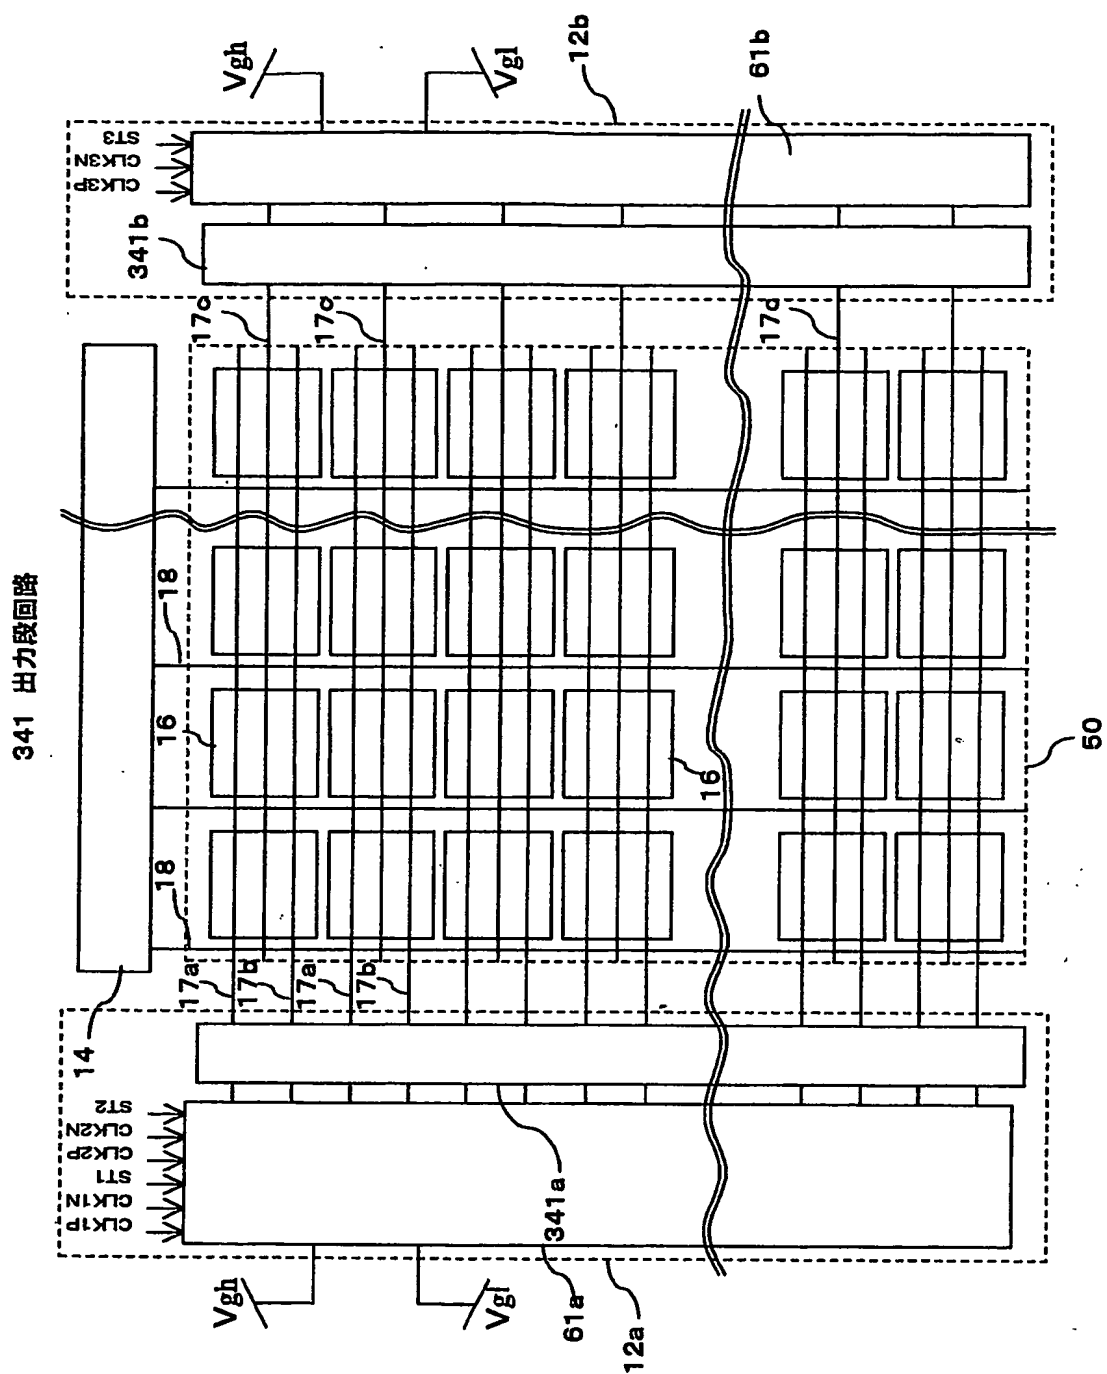 341 出力段回路
14
18
16
18
16
50
17a
17b
17a
17b
17c
17c
17c
CLK1P
CLK1N
ST1
CLK2P
CLK2N
ST2
Vgh
Vgl
61a
341a
12a
CLK3P
CLK3N
ST3
341b
Vgh
Vgl
12b
61b